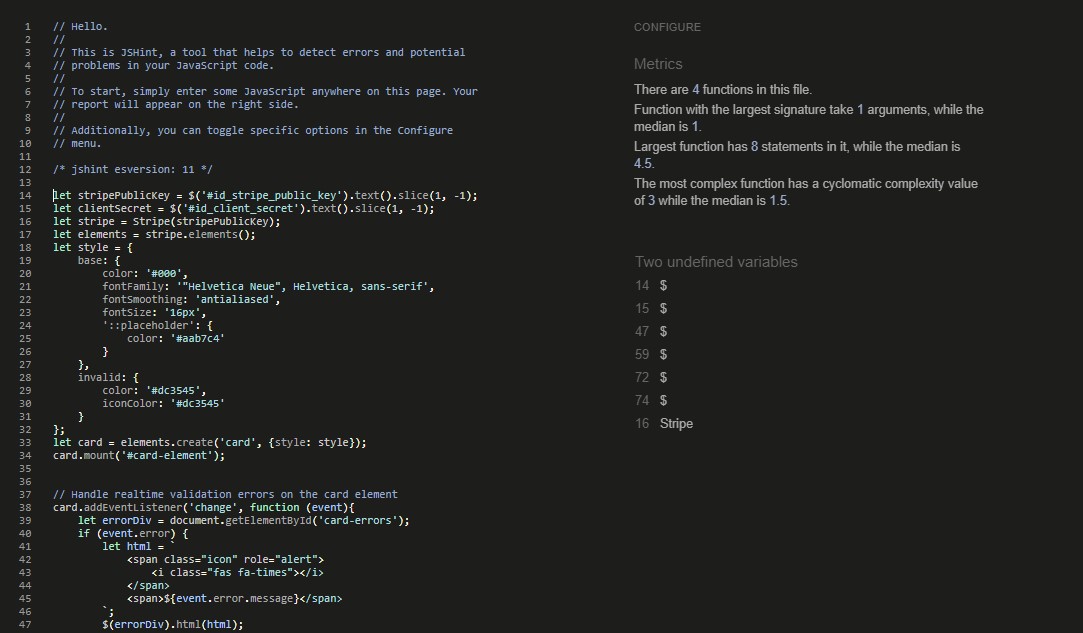 1 // Hello.
2 //
3 // This is JSHint, a tool that helps to detect errors and potential
4 // problems in your JavaScript code.
5 //
6 // To start, simply enter some JavaScript anywhere on this page. Your
7 // report will appear on the right side.
8 //
9 // Additionally, you can toggle specific options in the Configure
10 // menu.
11
12 /* jshint esversion: 11 */
13
14 let stripePublicKey = $('#id_stripe_public_key').text().slice(1, -1);
15 let clientSecret = $('#id_client_secret').text().slice(1, -1);
16 let stripe = Stripe(stripePublicKey);
17 let elements = stripe.elements();
18 let style = {
19     base: {
20         color: '#000',
21         fontFamily: '"Helvetica Neue", Helvetica, sans-serif',
22         fontSmoothing: 'antialiased',
23         fontSize: '16px',
24         '::placeholder': {
25             color: '#aab7c4'
26         }
27     },
28     invalid: {
29         color: '#dc3545',
30         iconColor: '#dc3545'
31     }
32 };
33 let card = elements.create('card', {style: style});
34 card.mount('#card-element');
35
36
37 // Handle realtime validation errors on the card element
38 card.addEventListener('change', function (event){
39     let errorDiv = document.getElementById('card-errors');
40     if (event.error) {
41         let html = `
42             <span class="icon" role="alert">
43                 <i class="fas fa-times"></i>
44             </span>
45             <span>${event.error.message}</span>
46         `;
47         $(errorDiv).html(html);
CONFIGURE
Metrics
There are 4 functions in this file.
Function with the largest signature take 1 arguments, while the
median is 1.
Largest function has 8 statements in it, while the median is
4.5.
The most complex function has a cyclomatic complexity value
of 3 while the median is 1.5.
Two undefined variables
14 $
15 $
47 $
59 $
72 $
74 $
16 Stripe